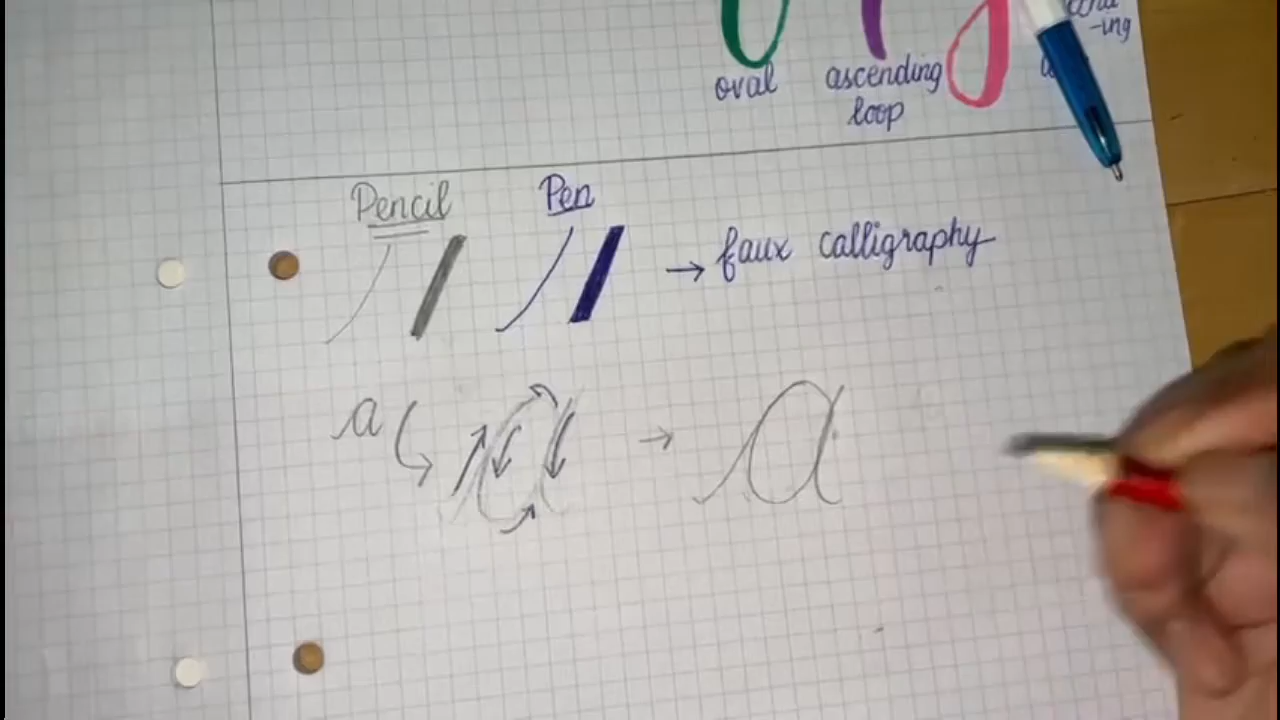 -ing
oval
ascending
loop
Pencil
Pen
→ faux calligraphy
a
→ a